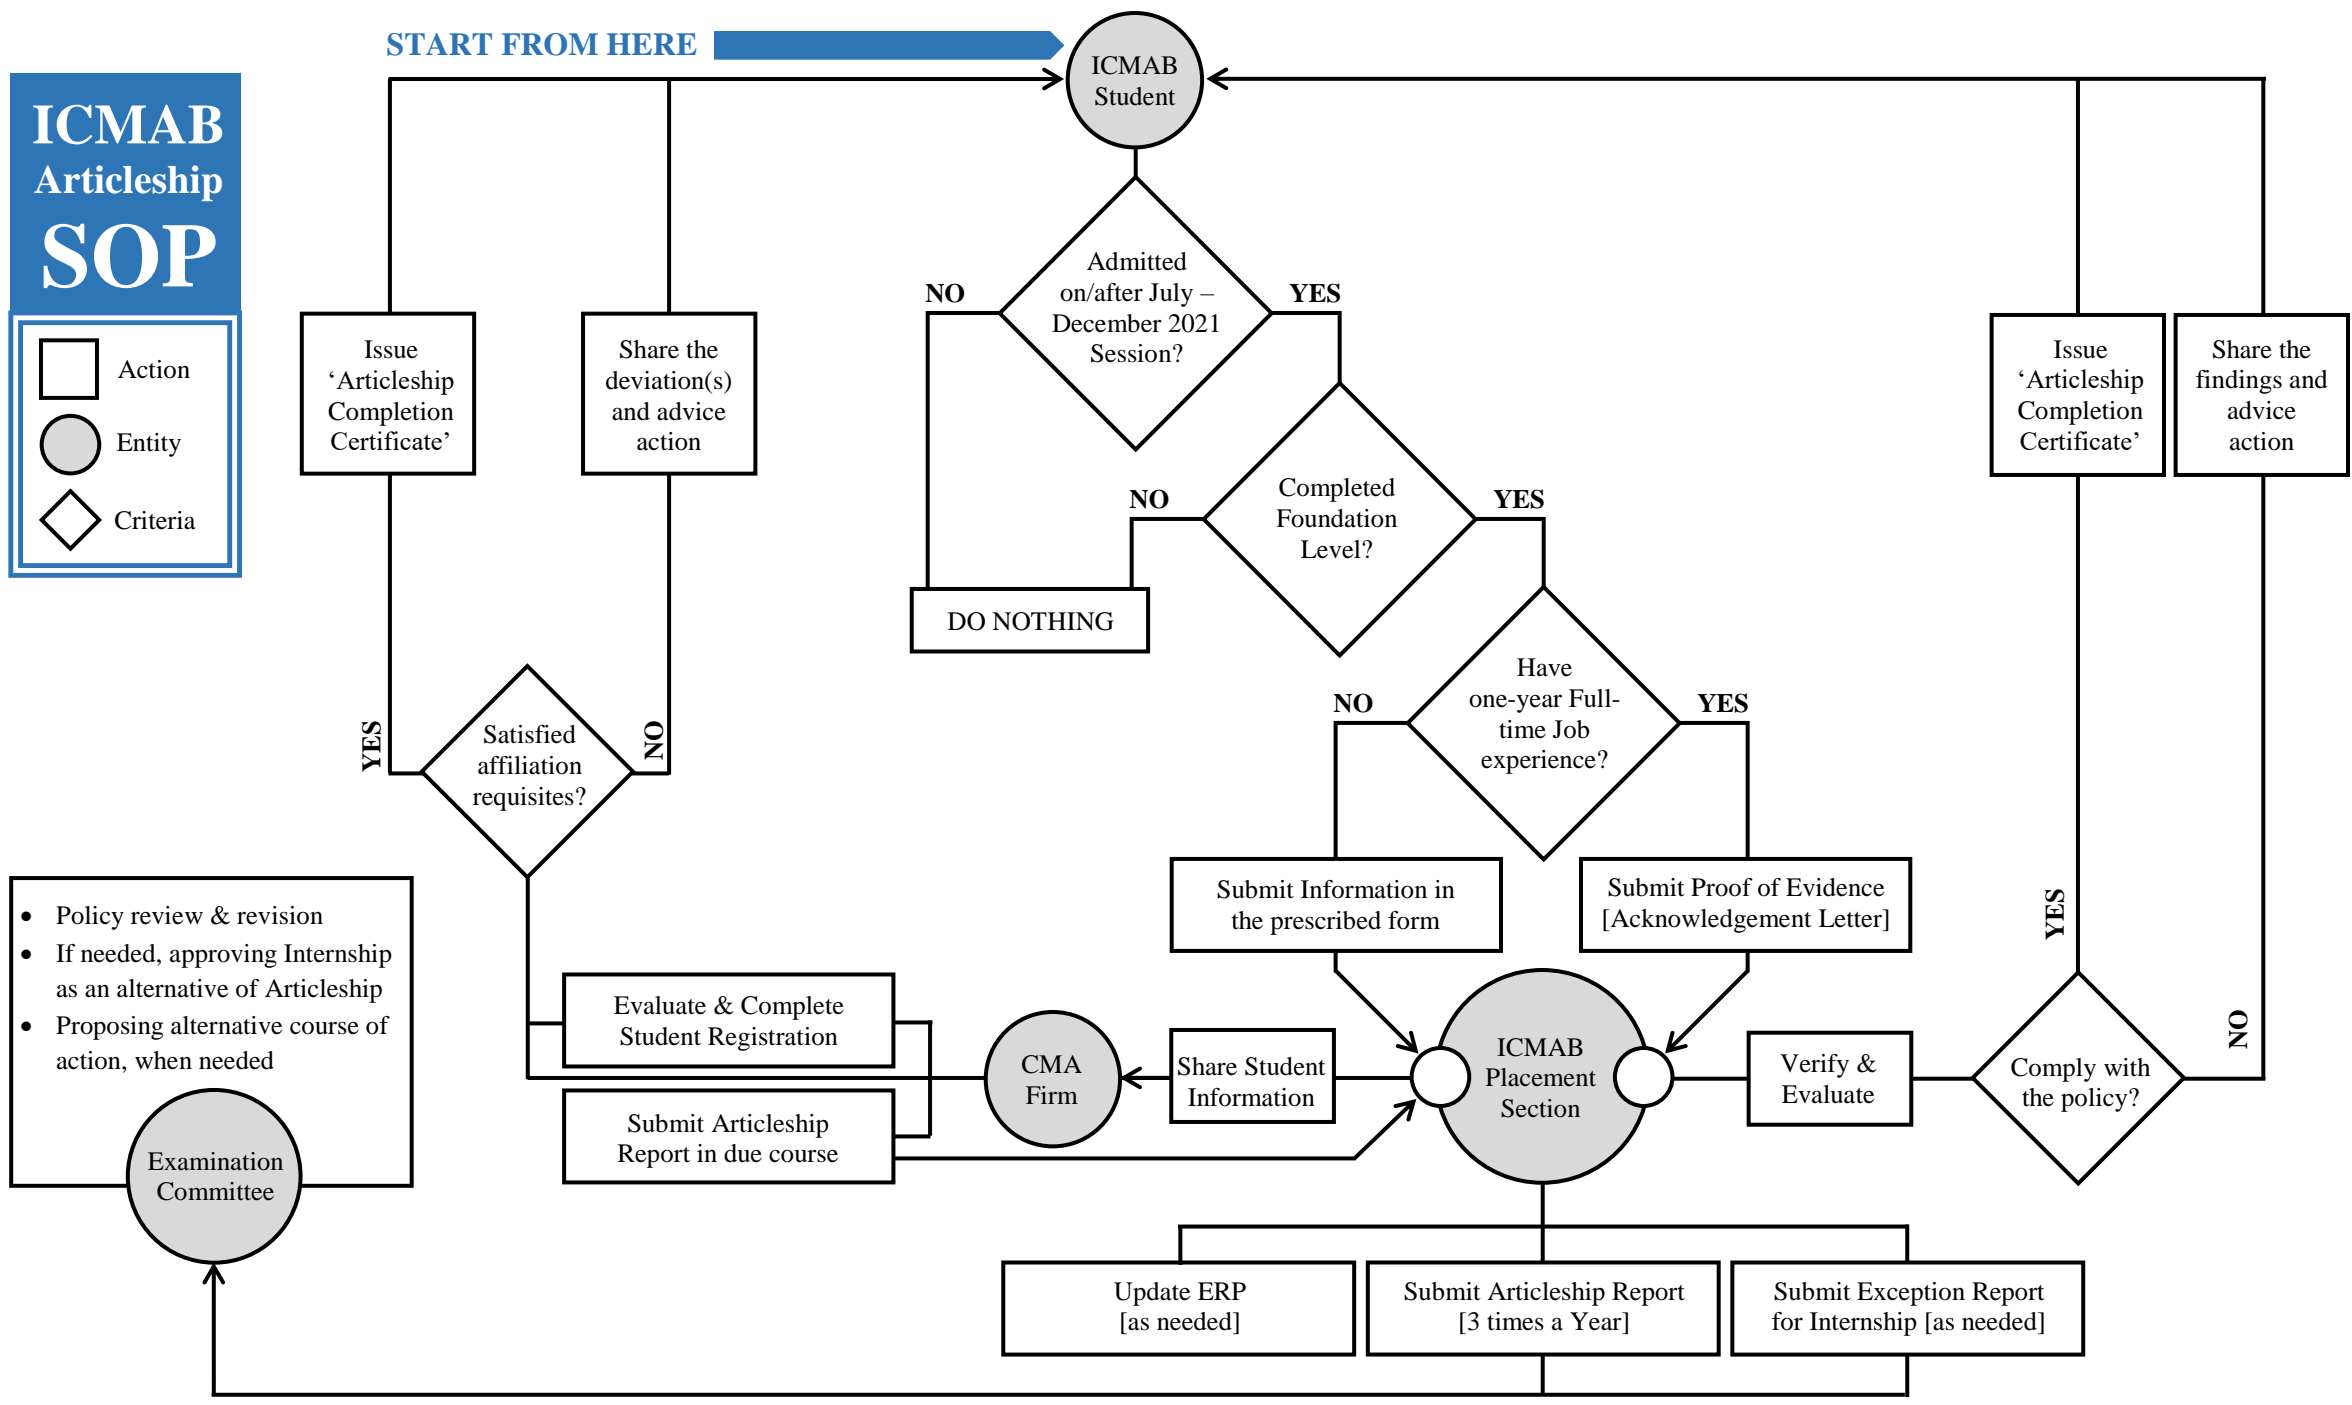 START FROM HERE
ICMAB
Student
ICMAB
Articleship
SOP
Action
Entity
Criteria
Issue
‘Articleship
Completion
Certificate’
Share the
deviation(s)
and advice
action
NO
Admitted
on/after July –
December 2021
Session?
YES
NO
Completed
Foundation
Level?
YES
DO NOTHING
NO
Have
one-year Full-
time Job
experience?
YES
Issue
‘Articleship
Completion
Certificate’
Share the
findings and
advice
action
YES
Satisfied
affiliation
requisites?
NO
Submit Information in
the prescribed form
Submit Proof of Evidence
[Acknowledgement Letter]
YES
NO
• Policy review & revision
• If needed, approving Internship
as an alternative of Articleship
• Proposing alternative course of
action, when needed
Examination
Committee
Evaluate & Complete
Student Registration
Submit Articleship
Report in due course
CMA
Firm
Share Student
Information
ICMAB
Placement
Section
Verify &
Evaluate
Comply with
the policy?
Update ERP
[as needed]
Submit Articleship Report
[3 times a Year]
Submit Exception Report
for Internship [as needed]